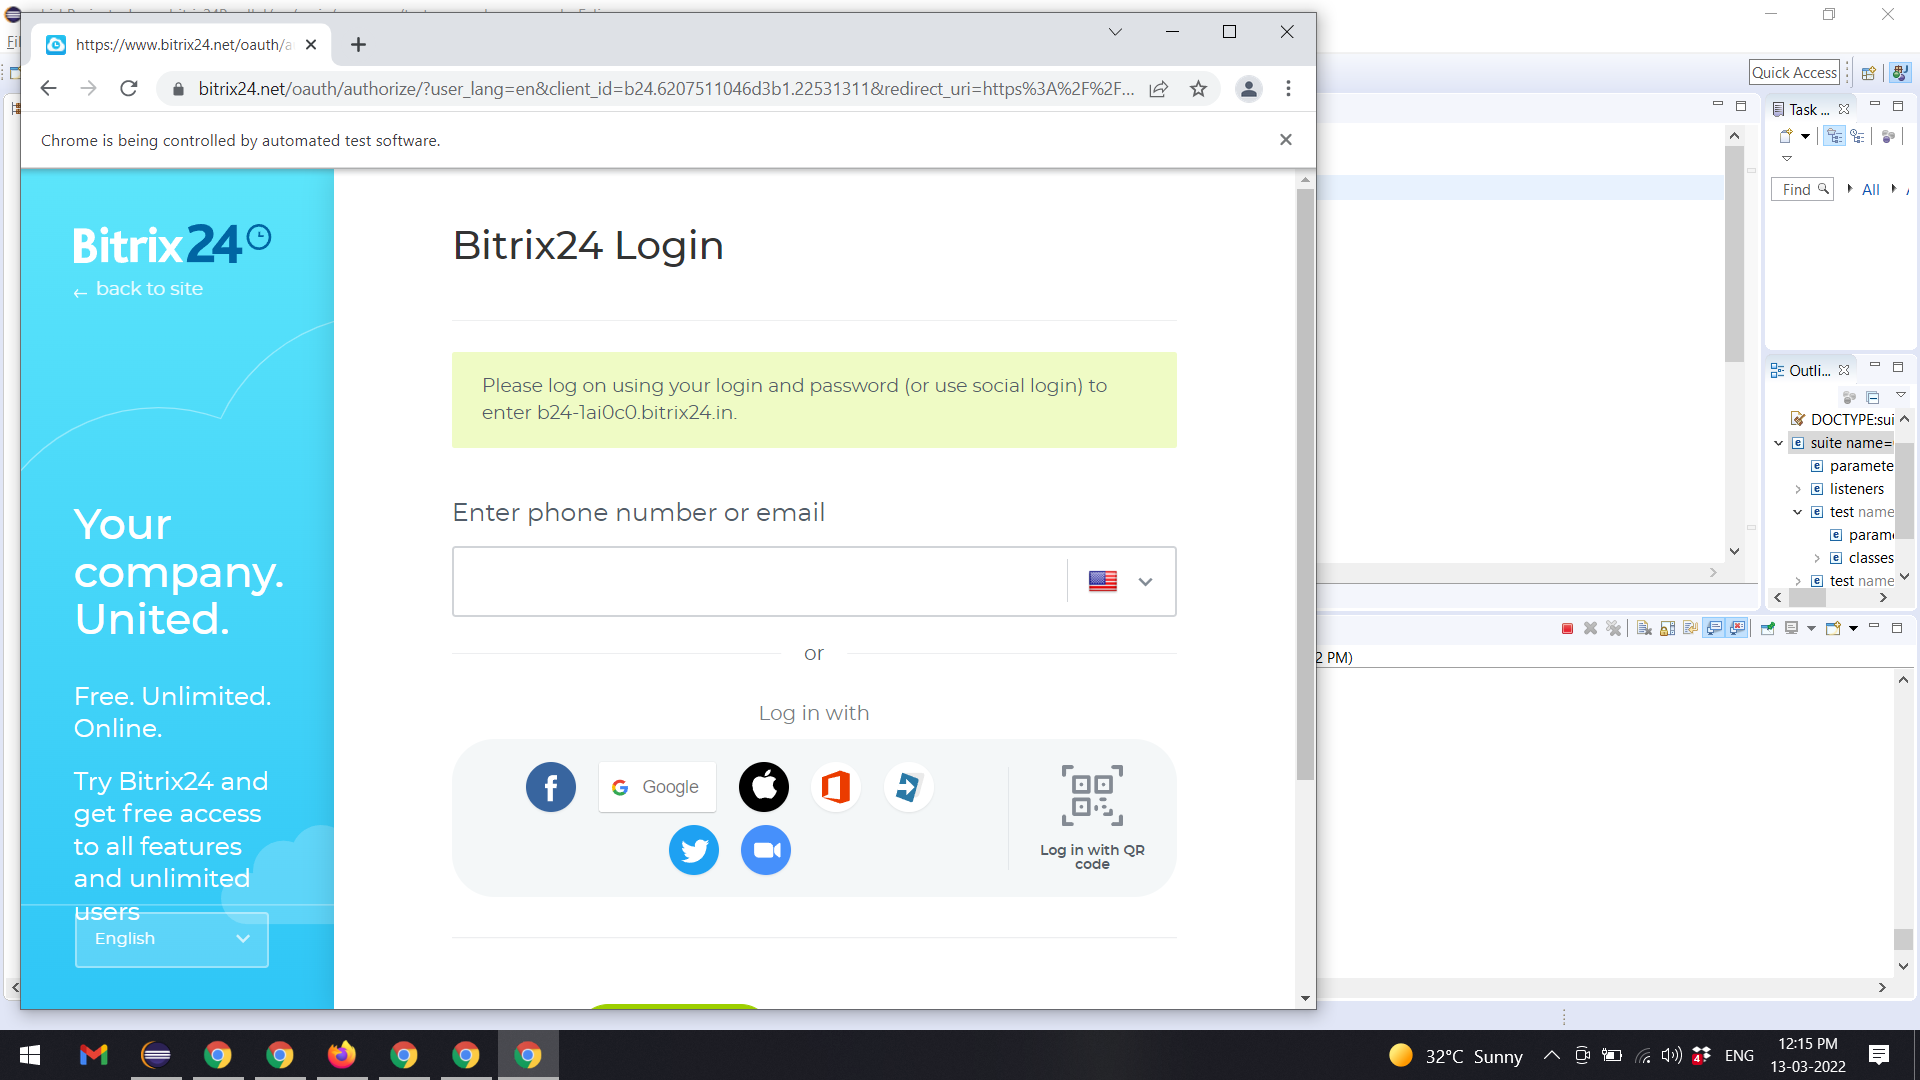 https://www.bitrix24.net/oauth/a
bitrix24.net/oauth/authorize/?user_lang=en&client_id=b24.6207511046d3b1.22531311&redirect_uri=https%3A%2F%2F...
Chrome is being controlled by automated test software.
Bitrix24
← back to site
Your
company.
United.
Free. Unlimited.
Online.
Try Bitrix24 and
get free access
to all features
and unlimited
users
English
Bitrix24 Login
Please log on using your login and password (or use social login) to
enter b24-1ai0c0.bitrix24.in.
Enter phone number or email
or
Log in with
Google
Log in with QR
code
Quick Access
Task ...
Find
All
Outli...
DOCTYPE:sui
suite name=
paramete
listeners
test name
param
classes
test name
2 PM)
32°C Sunny
4
ENG
12:15 PM
13-03-2022